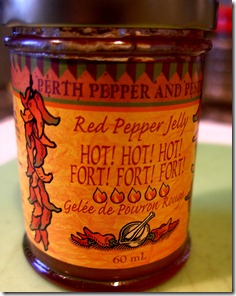 PERTH PEPPER AND
Red Pepper Jelly
HOT! HOT! HOT!
FORT! FORT! FORT!
Gelée de Poivron Rouge
60 mL